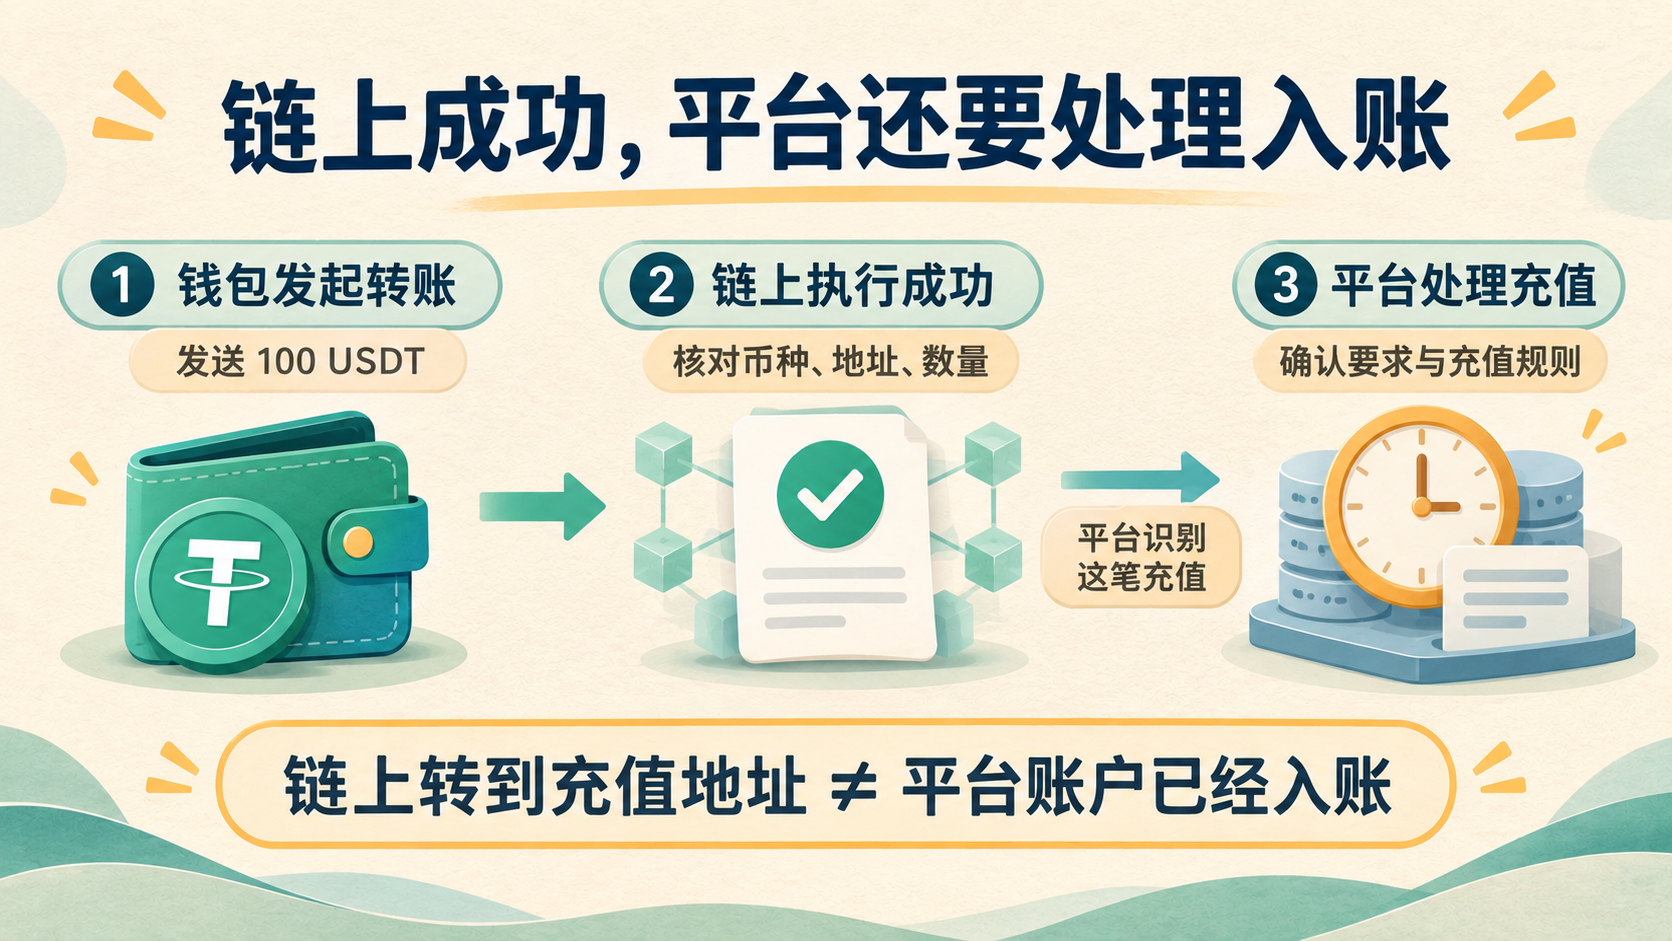 链上成功，平台还要处理入账
1 钱包发起转账
发送 100 USDT
2 链上执行成功
核对币种、地址、数量
平台识别
这笔充值
3 平台处理充值
确认要求与充值规则
链上转到充值地址 ≠ 平台账户已经入账